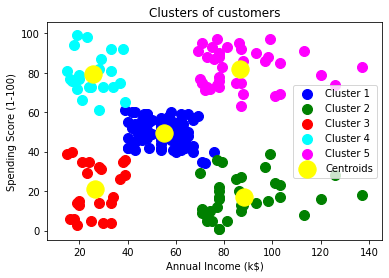 Clusters of customers
Spending Score (1-100)
100
80
60
40
20
0
Cluster 1
Cluster 2
Cluster 3
Cluster 4
Cluster 5
Centroids
20 40 60 80 100 120 140
Annual Income (k$)